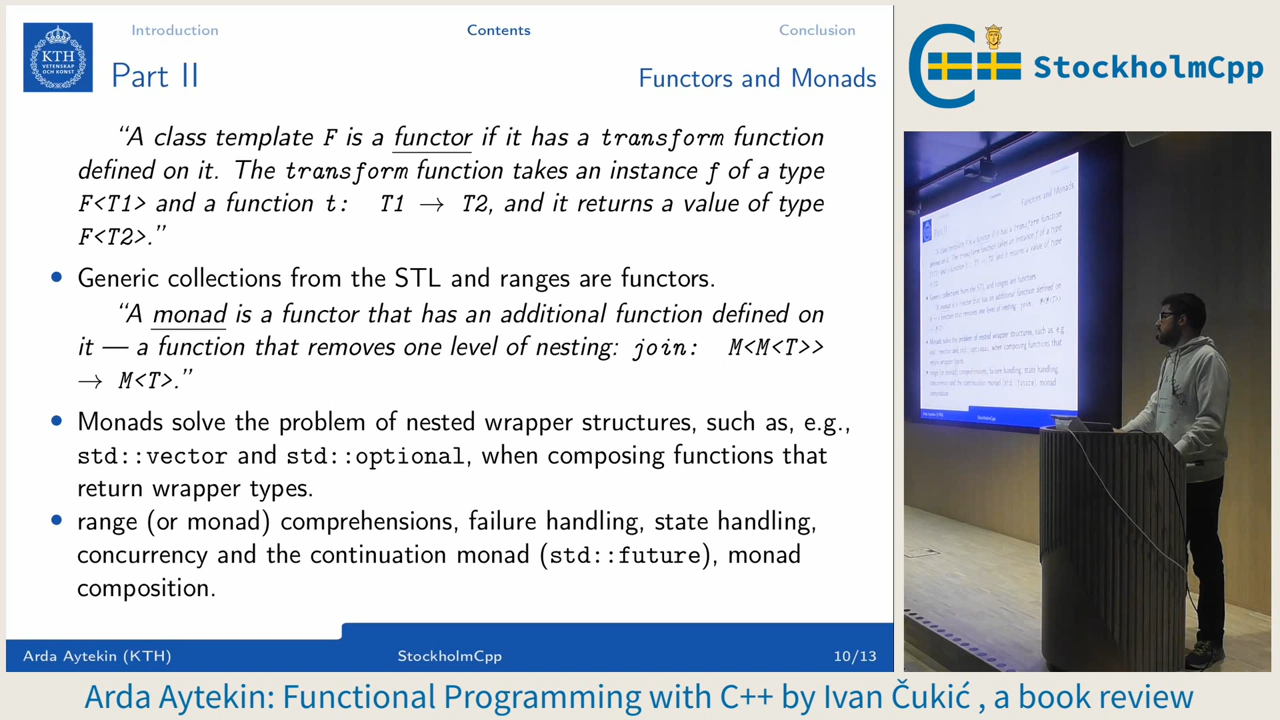 Introduction Contents Conclusion
KTH
VETENSKAP
OCH KONST
Part II Functors and Monads
“A class template F is a functor if it has a transform function
defined on it. The transform function takes an instance f of a type
F<T1> and a function t: T1 → T2, and it returns a value of type
F<T2>.”
• Generic collections from the STL and ranges are functors.
“A monad is a functor that has an additional function defined on
it — a function that removes one level of nesting: join: M<M<T>>
→ M<T>.”
• Monads solve the problem of nested wrapper structures, such as, e.g.,
std::vector and std::optional, when composing functions that
return wrapper types.
• range (or monad) comprehensions, failure handling, state handling,
concurrency and the continuation monad (std::future), monad
composition.
Arda Aytekin (KTH) StockholmCpp 10/13
StockholmCpp
Functors and Monads
Part II
Arda Aytekin: Functional Programming with C++ by Ivan Čukić , a book review